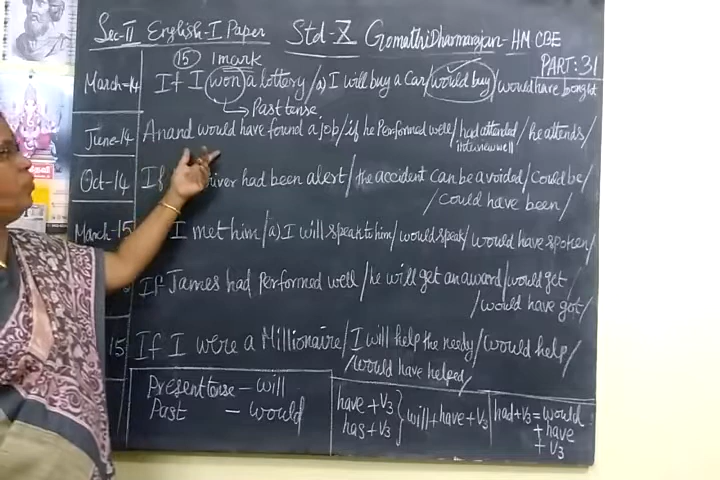 Sec-II English-I Paper Std-X GomathiDharmarajan-HM CBE
15 1mark PART:31
March-14 If I won a lottery/a) I will buy a Car/would buy/would have bought
Past tense
June-14 Anand would have found a job/if he Performed well/had attended/he attends/
interview well
Oct-14 If river had been alert/the accident can be avoided/Could be/
/could have been/
March-15 I met him/a) I will speak to him/would speak/would have spoken/
If James had Performed well/he will get an award/would get/
/would have got/
15 If I were a Millionaire/I will help the needy/would help/
/would have helped/
Present tense - will
Past - would
have + V3
has + V3 } will + have + V3
had + V3 = would
+ have
+ V3